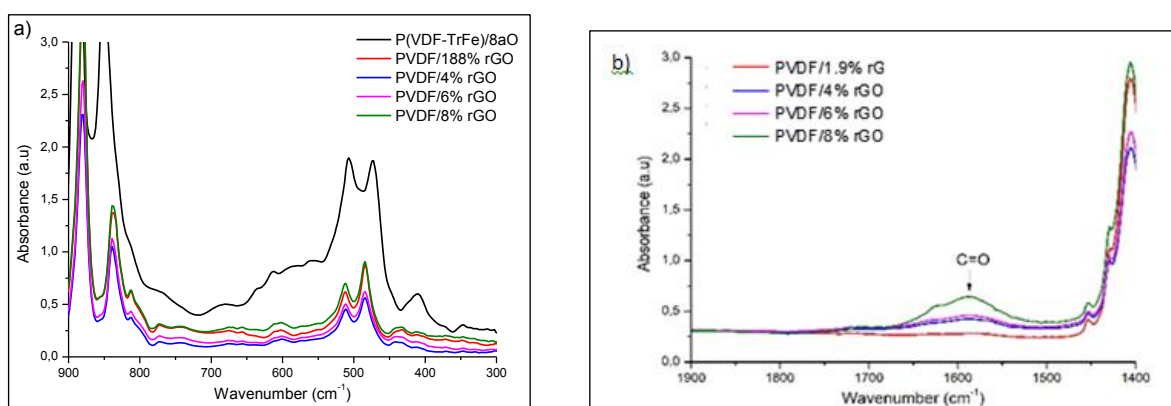 a)
P(VDF-TrFe)/8aO
PVDF/188% rGO
PVDF/4% rGO
PVDF/6% rGO
PVDF/8% rGO
3,0
2,5
2,0
1,5
1,0
0,5
0,0
Absorbance (a.u)
900 800 700 600 500 400 300
Wavenumber (cm-1)
b)
PVDF/1.9% rG
PVDF/4% rGO
PVDF/6% rGO
PVDF/8% rGO
C=O
3.0
2.5
2.0
1.5
1.0
0.5
0.0
Absorbance (a.u)
1900 1800 1700 1600 1500 1400
Wavenumber (cm-1)